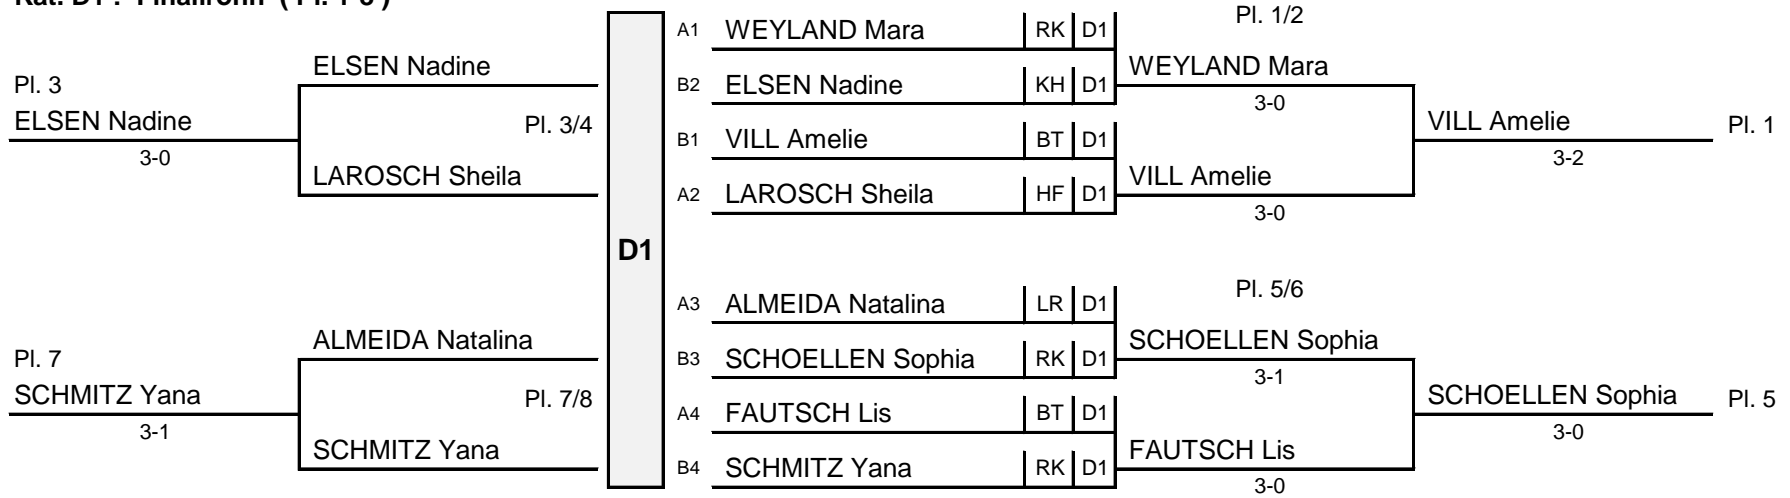 Kat. D1 : Finallronn ( Pl. 1-8 )
A1 WEYLAND Mara RK D1 Pl. 1/2
ELSEN Nadine WEYLAND Mara
Pl. 3 B2 ELSEN Nadine KH D1 3-0
ELSEN Nadine Pl. 3/4 VILL Amelie Pl. 1
3-0 B1 VILL Amelie BT D1 3-2
LAROSCH Sheila VILL Amelie
A2 LAROSCH Sheila HF D1 3-0
D1
A3 ALMEIDA Natalina LR D1 Pl. 5/6
ALMEIDA Natalina SCHOELLEN Sophia
Pl. 7 B3 SCHOELLEN Sophia RK D1 3-1
SCHMITZ Yana Pl. 7/8 SCHOELLEN Sophia Pl. 5
3-1 A4 FAUTSCH Lis BT D1 3-0
SCHMITZ Yana FAUTSCH Lis
B4 SCHMITZ Yana RK D1 3-0